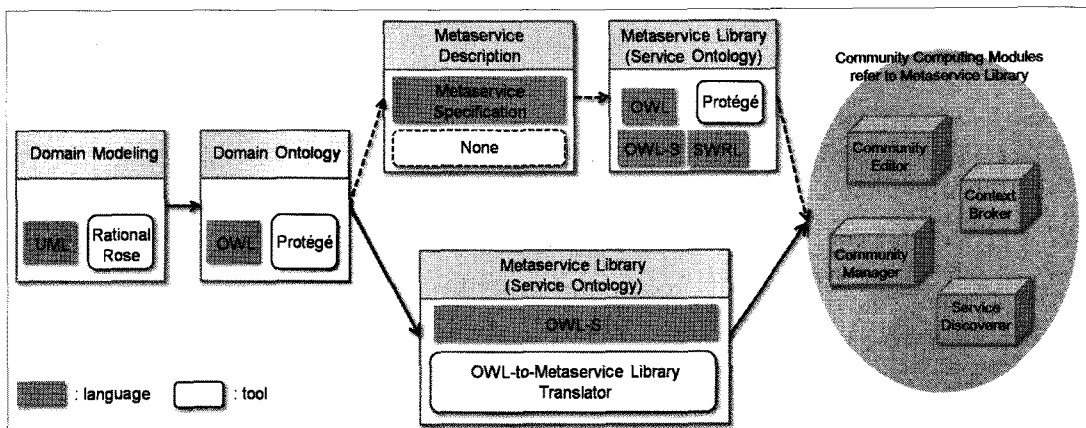 Metaservice
Description
Metaservice
Specification
None
Metaservice Library
(Service Ontology)
OWL
Protégé
OWL-S
SWRL
Community Computing Modules
refer to Metaservice Library
Community
Editor
Context
Broker
Community
Manager
Service
Discoverer
Domain Modeling
UML
Rational
Rose
Domain Ontology
OWL
Protégé
Metaservice Library
(Service Ontology)
OWL-S
OWL-to-Metaservice Library
Translator
: language
: tool